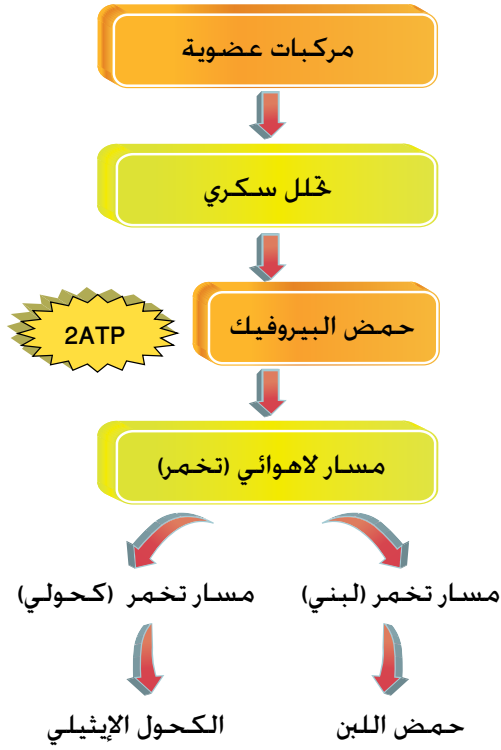 مركبات عضوية
تحلل سكري
حمض البيروفيك
2ATP
مسار لاهوائي (تخمر)
مسار تخمر (لبني)
مسار تخمر (كحولي)
حمض اللبن
الكحول الإيثيلي